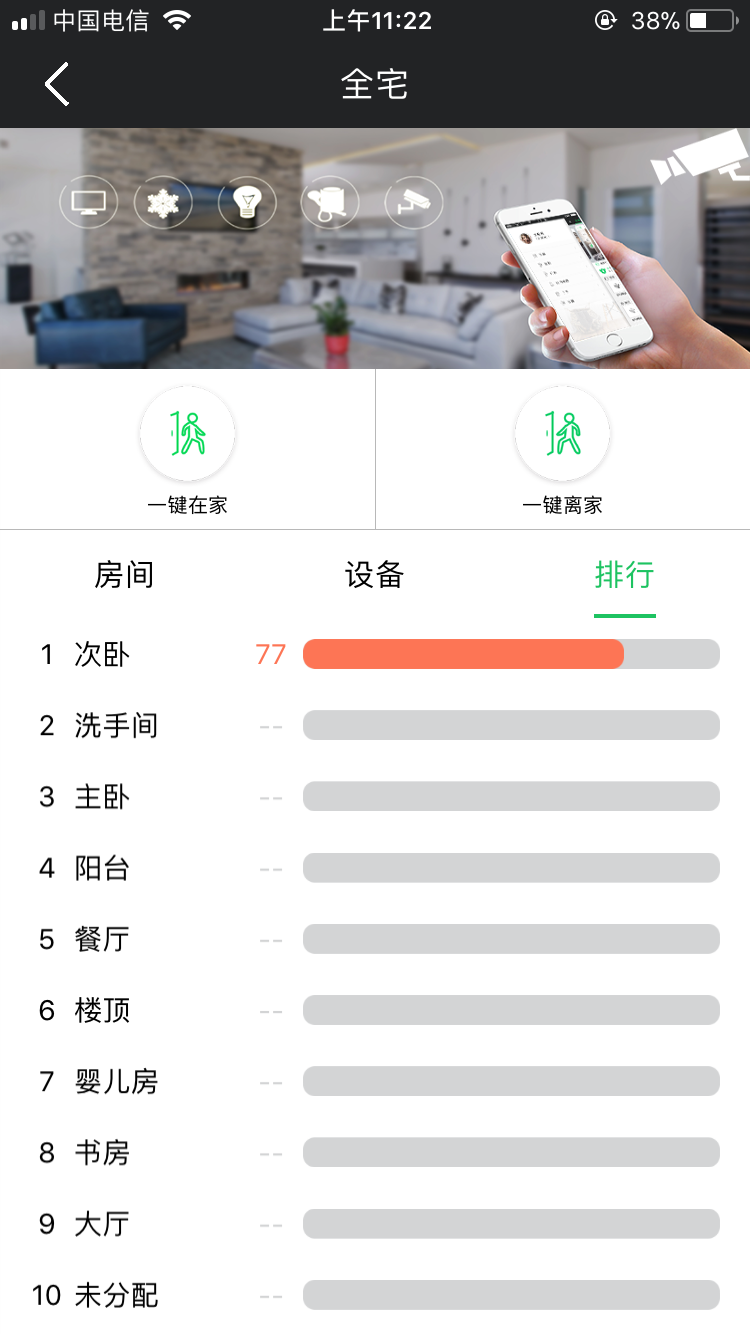 中国电信 上午11:22 38%
全宅
一键在家 一键离家
房间 设备 排行
1 次卧 77
2 洗手间 --
3 主卧 --
4 阳台 --
5 餐厅 --
6 楼顶 --
7 婴儿房 --
8 书房 --
9 大厅 --
10 未分配 --